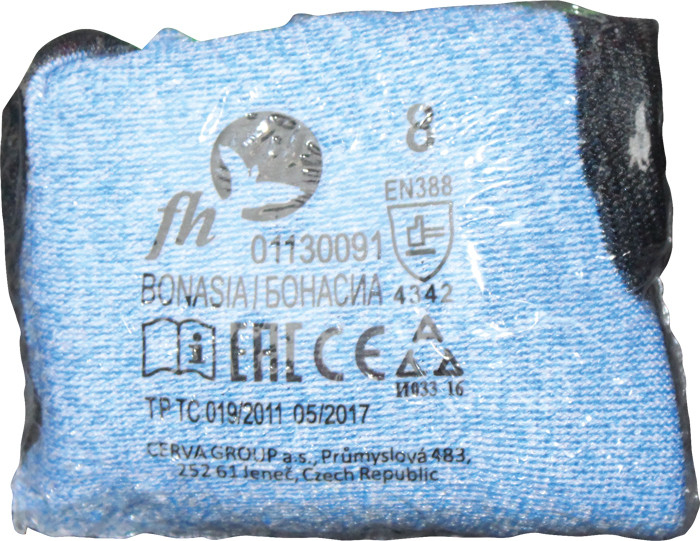 8
fh
EN388
01130091
BONASIA/БОНАСИА 4342
i EAC CE
И033 16
TP TC 019/2011 05/2017
CERVA GROUP a.s., Průmyslová 483,
252 61 Jeneč, Czech Republic